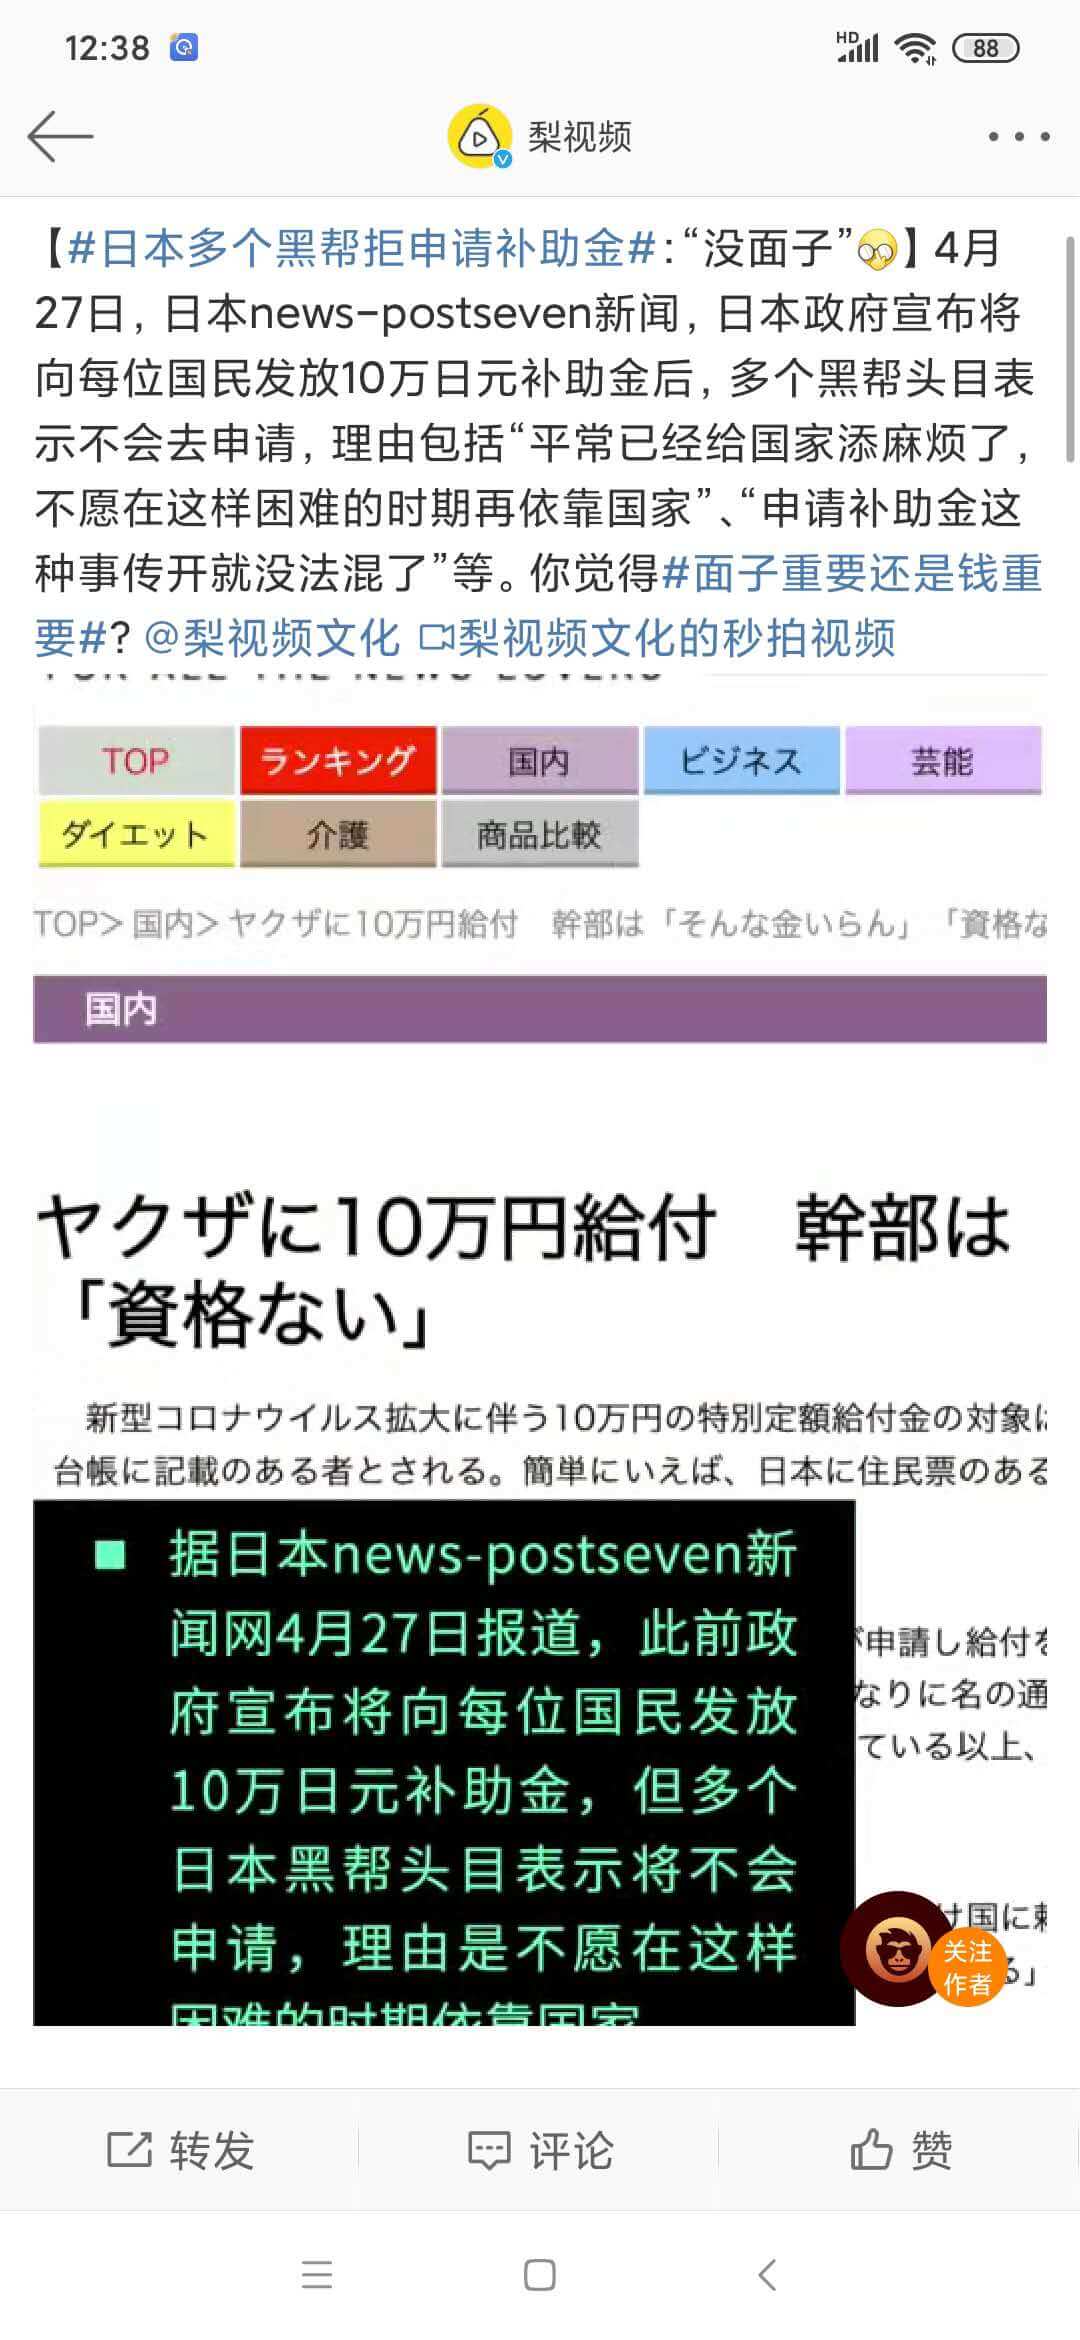 12:38
HD
88
梨视频
【#日本多个黑帮拒申请补助金#：“没面子”】4月
27日，日本news-postseven新闻，日本政府宣布将
向每位国民发放10万日元补助金后，多个黑帮头目表
示不会去申请，理由包括“平常已经给国家添麻烦了，
不愿在这样困难的时期再依靠国家”、“申请补助金这
种事传开就没法混了”等。你觉得#面子重要还是钱重
要#？@梨视频文化 梨视频文化的秒拍视频
FOR ALL THE NEWS LOVERS
TOP ランキング 国内 ビジネス 芸能
ダイエット 介護 商品比較
TOP> 国内> ヤクザに10万円給付　幹部は「そんな金いらん」「資格な
国内
ヤクザに10万円給付　幹部は
「資格ない」
新型コロナウイルス拡大に伴う10万円の特別定額給付金の対象は
台帳に記載のある者とされる。簡単にいえば、日本に住民票のある
■ 据日本news-postseven新
闻网4月27日报道，此前政
府宣布将向每位国民发放
10万日元补助金，但多个
日本黑帮头目表示将不会
申请，理由是不愿在这样
困难的时期依靠国家
が申請し給付を
なりに名の通
ている以上、
け国に頼
る」
关注
作者
转发 评论 赞